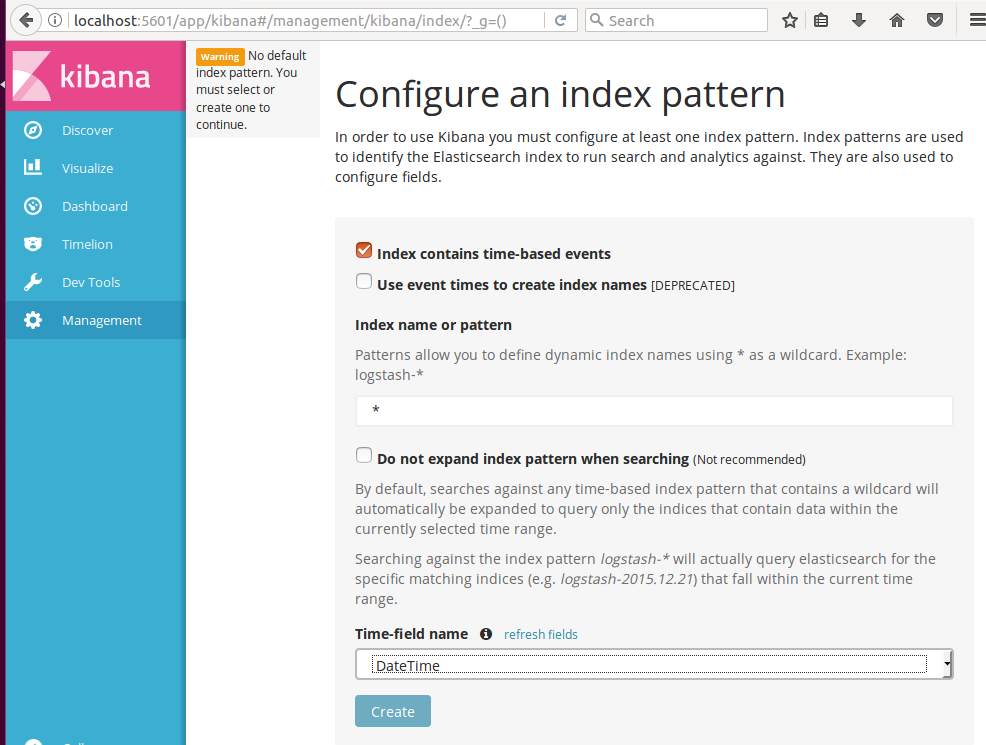 localhost:5601/app/kibana#/management/kibana/index/?_g=()
Search
kibana
Discover
Visualize
Dashboard
Timelion
Dev Tools
Management
Warning No default
index pattern. You
must select or
create one to
continue.
Configure an index pattern
In order to use Kibana you must configure at least one index pattern. Index patterns are used
to identify the Elasticsearch index to run search and analytics against. They are also used to
configure fields.
Index contains time-based events
Use event times to create index names [DEPRECATED]
Index name or pattern
Patterns allow you to define dynamic index names using * as a wildcard. Example:
logstash-*
*
Do not expand index pattern when searching (Not recommended)
By default, searches against any time-based index pattern that contains a wildcard will
automatically be expanded to query only the indices that contain data within the
currently selected time range.
Searching against the index pattern logstash-* will actually query elasticsearch for the
specific matching indices (e.g. logstash-2015.12.21) that fall within the current time
range.
Time-field name refresh fields
DateTime
Create